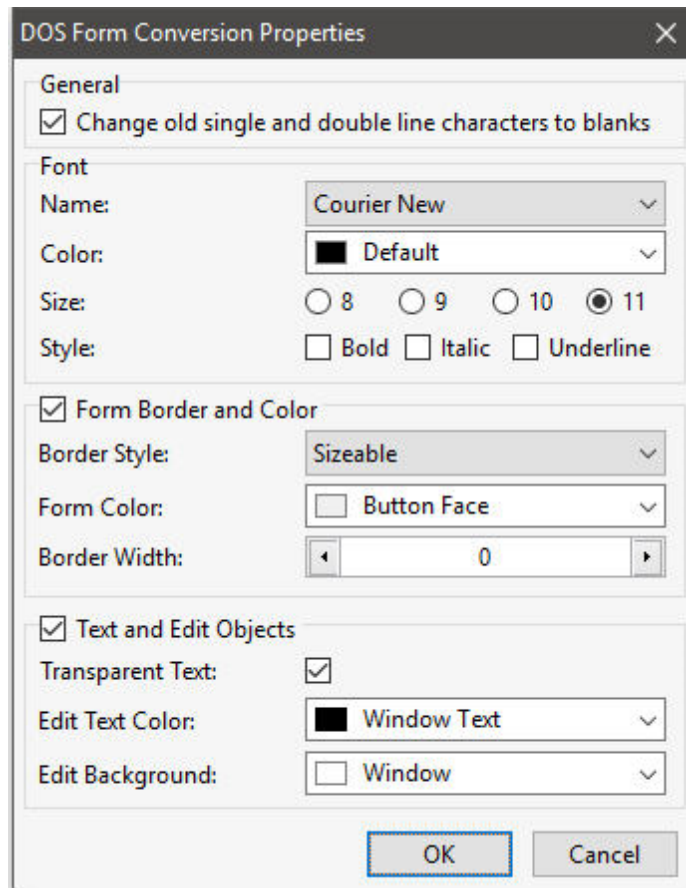 DOS Form Conversion Properties
General
Change old single and double line characters to blanks
Font
Name: Courier New
Color: Default
Size: 8 9 10 11
Style: Bold Italic Underline
Form Border and Color
Border Style: Sizeable
Form Color: Button Face
Border Width: 0
Text and Edit Objects
Transparent Text:
Edit Text Color: Window Text
Edit Background: Window
OK Cancel